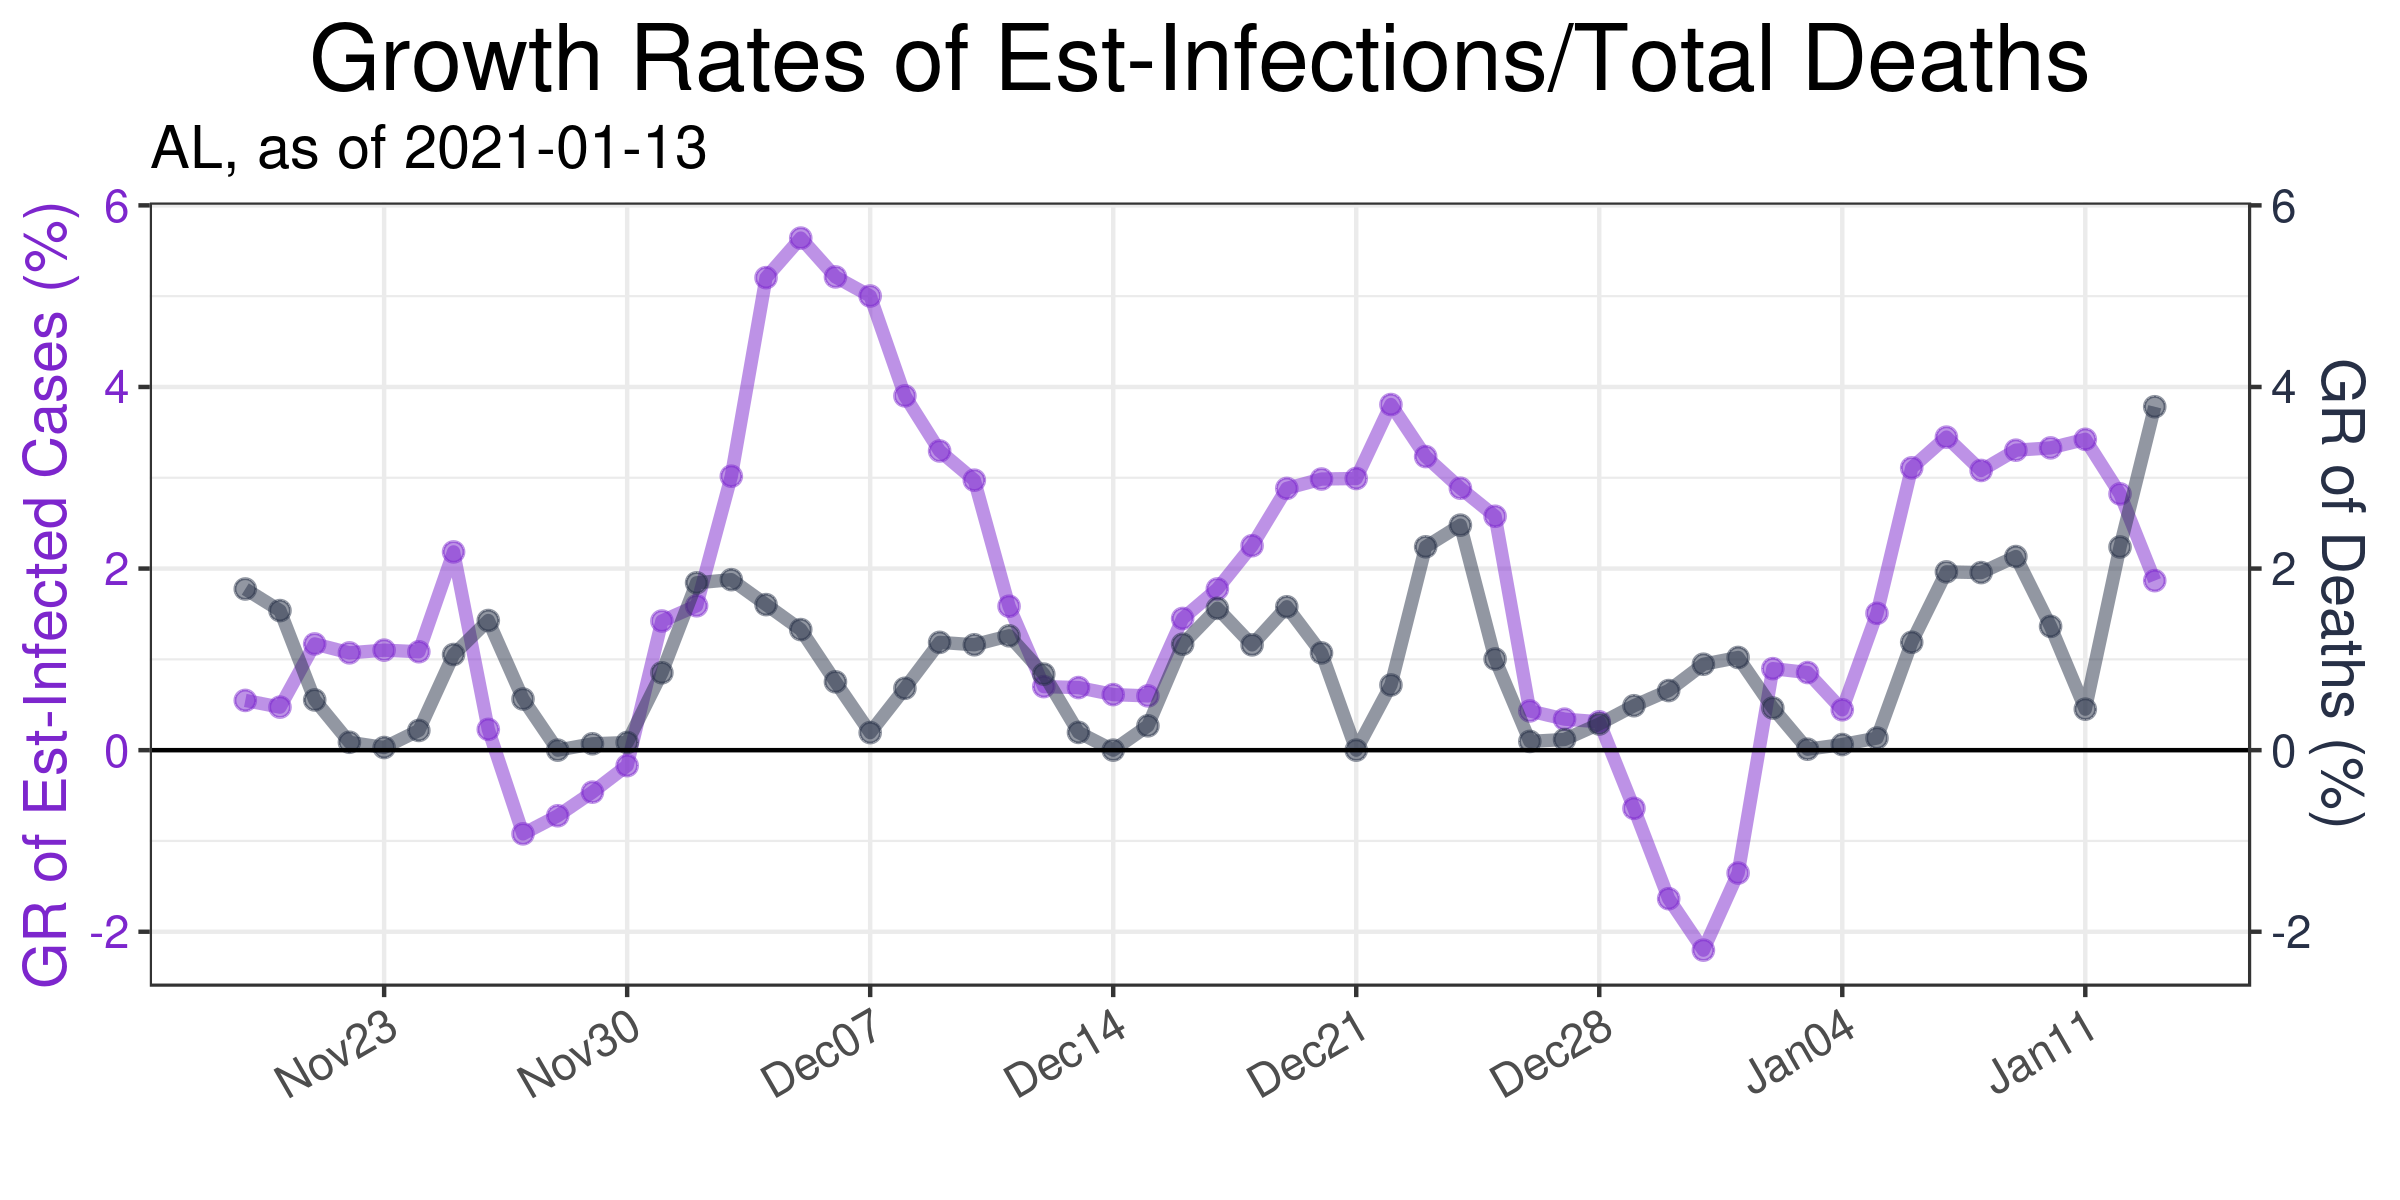 Growth Rates of Est-Infections/Total Deaths
AL, as of 2021-01-13
GR of Est-Infected Cases (%)
6
4
2
0
-2
6
4
2
0
-2
GR of Deaths (%)
Nov23
Nov30
Dec07
Dec14
Dec21
Dec28
Jan04
Jan11